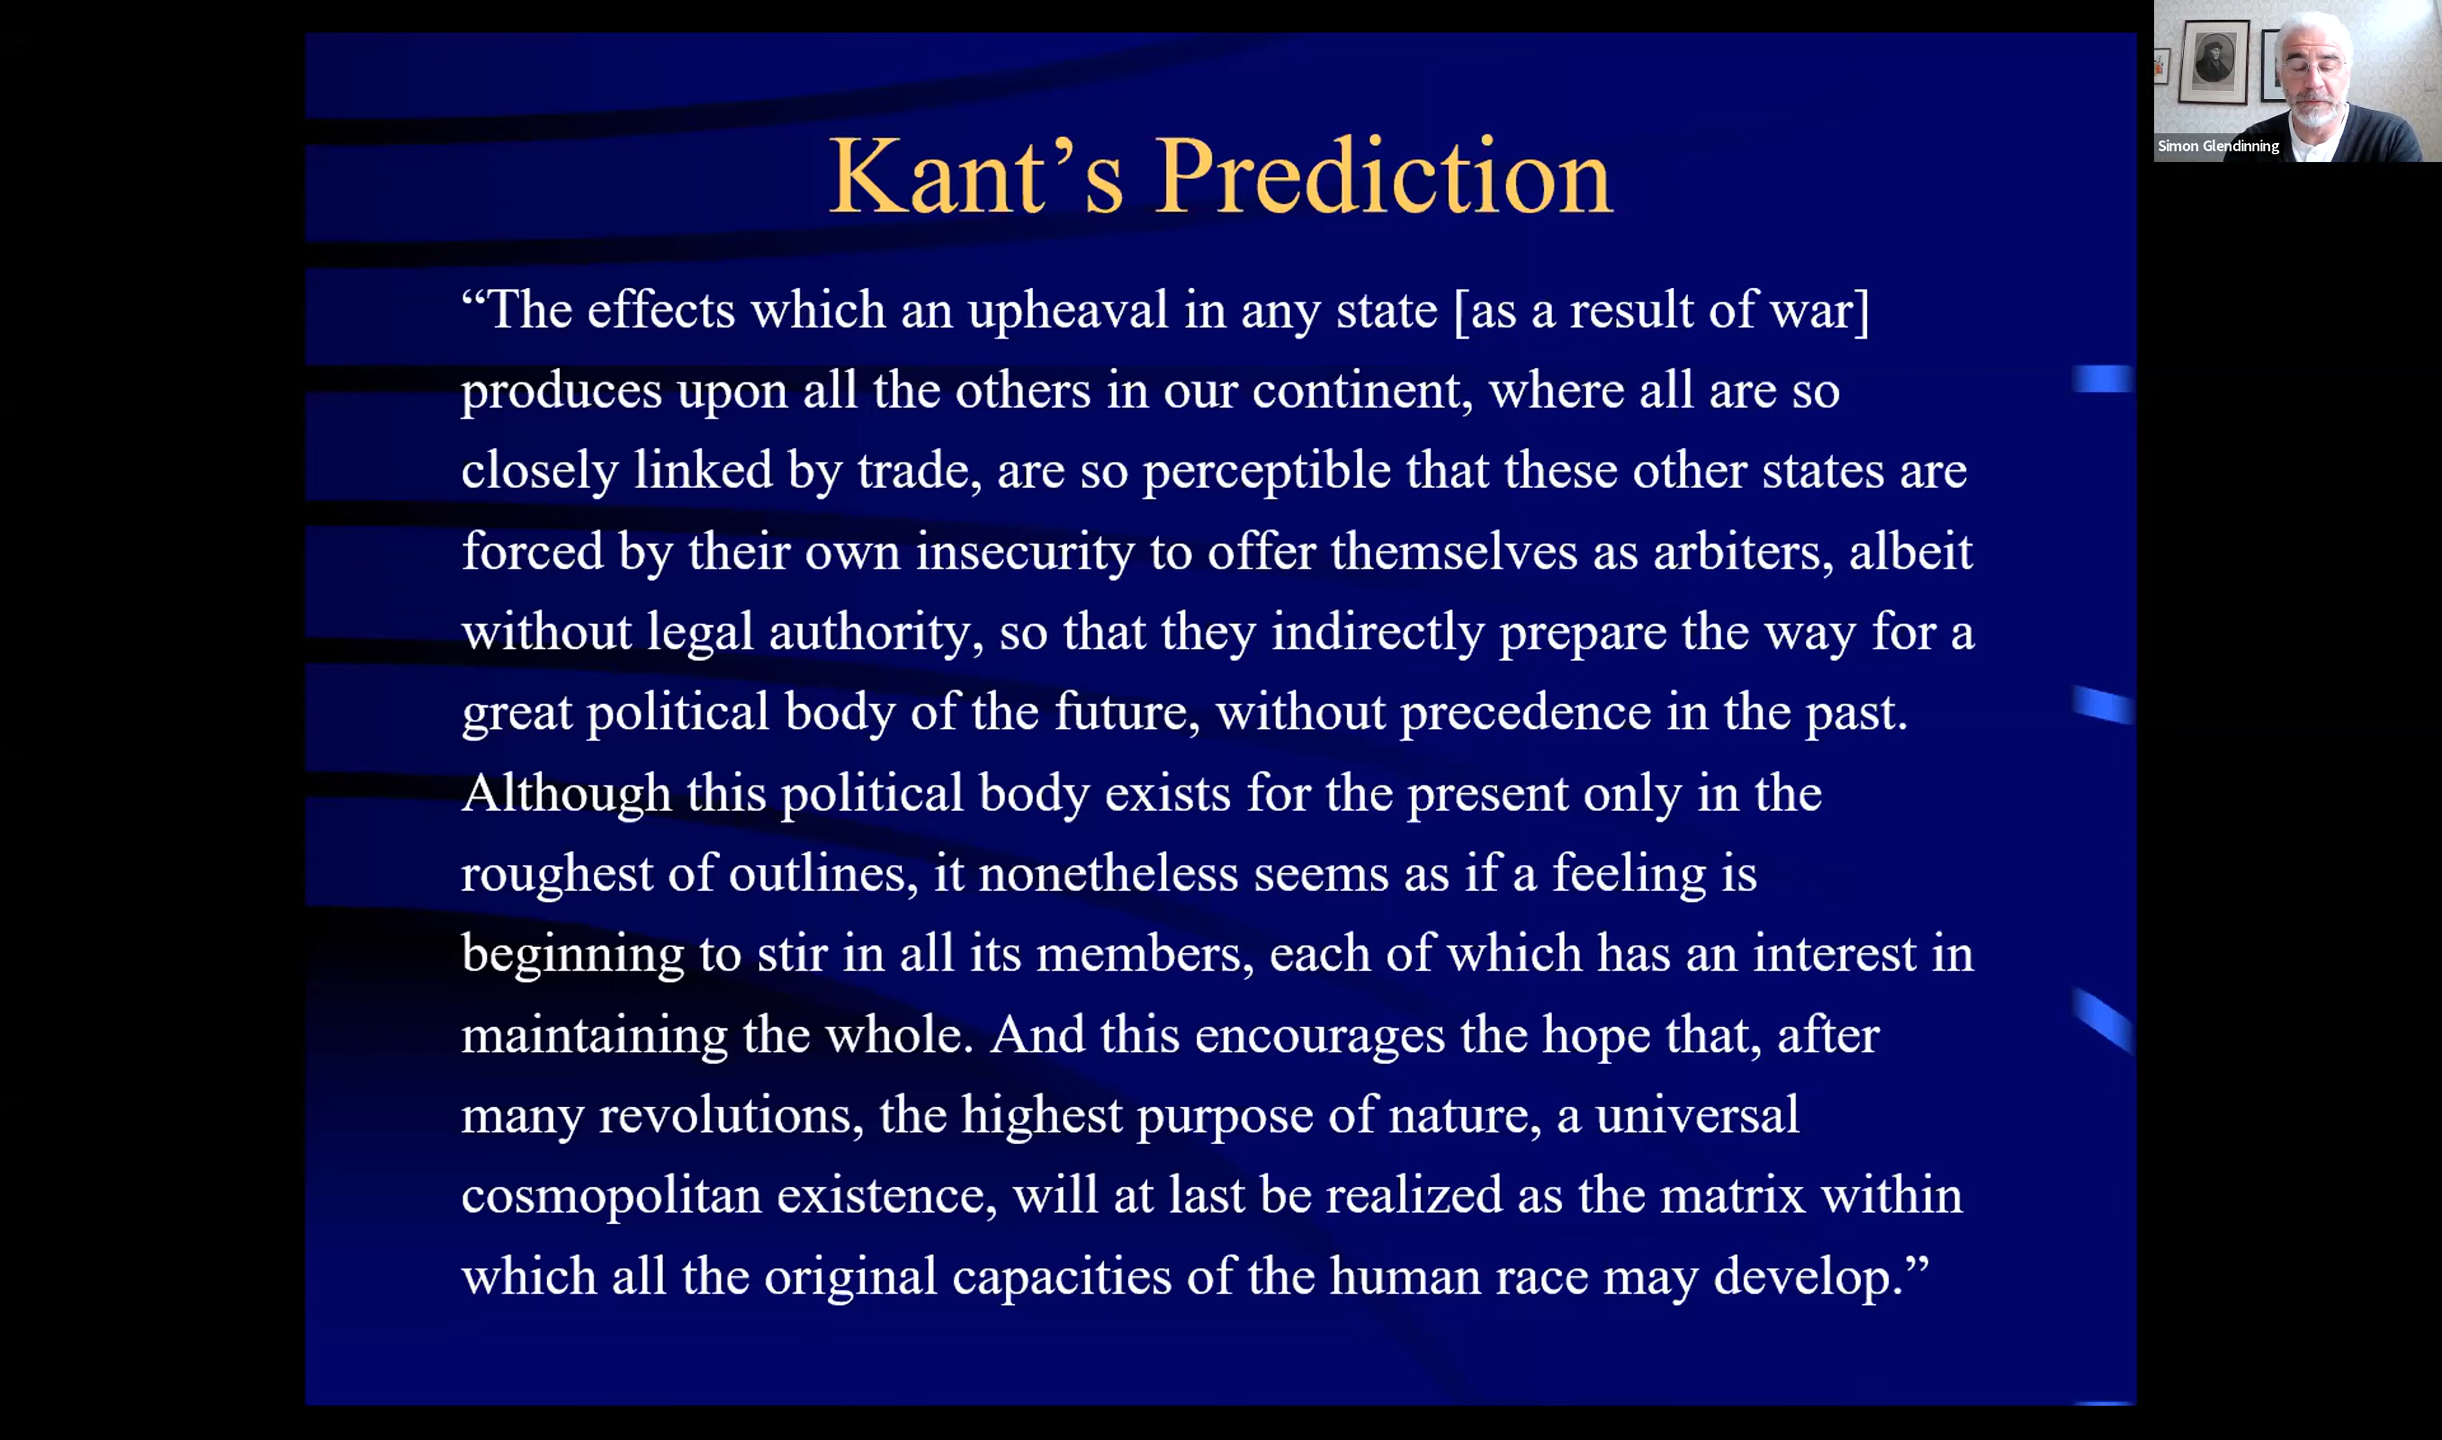 Kant’s Prediction
“The effects which an upheaval in any state [as a result of war]
produces upon all the others in our continent, where all are so
closely linked by trade, are so perceptible that these other states are
forced by their own insecurity to offer themselves as arbiters, albeit
without legal authority, so that they indirectly prepare the way for a
great political body of the future, without precedence in the past.
Although this political body exists for the present only in the
roughest of outlines, it nonetheless seems as if a feeling is
beginning to stir in all its members, each of which has an interest in
maintaining the whole. And this encourages the hope that, after
many revolutions, the highest purpose of nature, a universal
cosmopolitan existence, will at last be realized as the matrix within
which all the original capacities of the human race may develop.”
Simon Glendinning